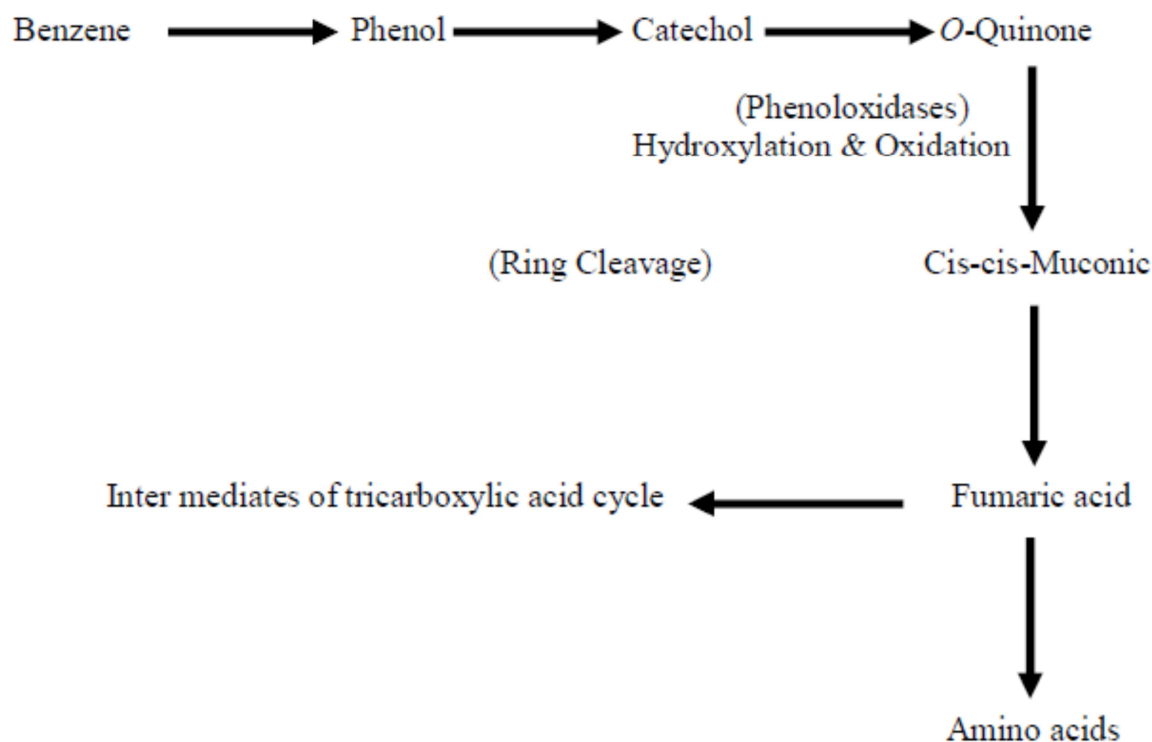 Benzene Phenol Catechol O-Quinone
(Phenoloxidases)
Hydroxylation & Oxidation
(Ring Cleavage) Cis-cis-Muconic
Inter mediates of tricarboxylic acid cycle Fumaric acid
Amino acids